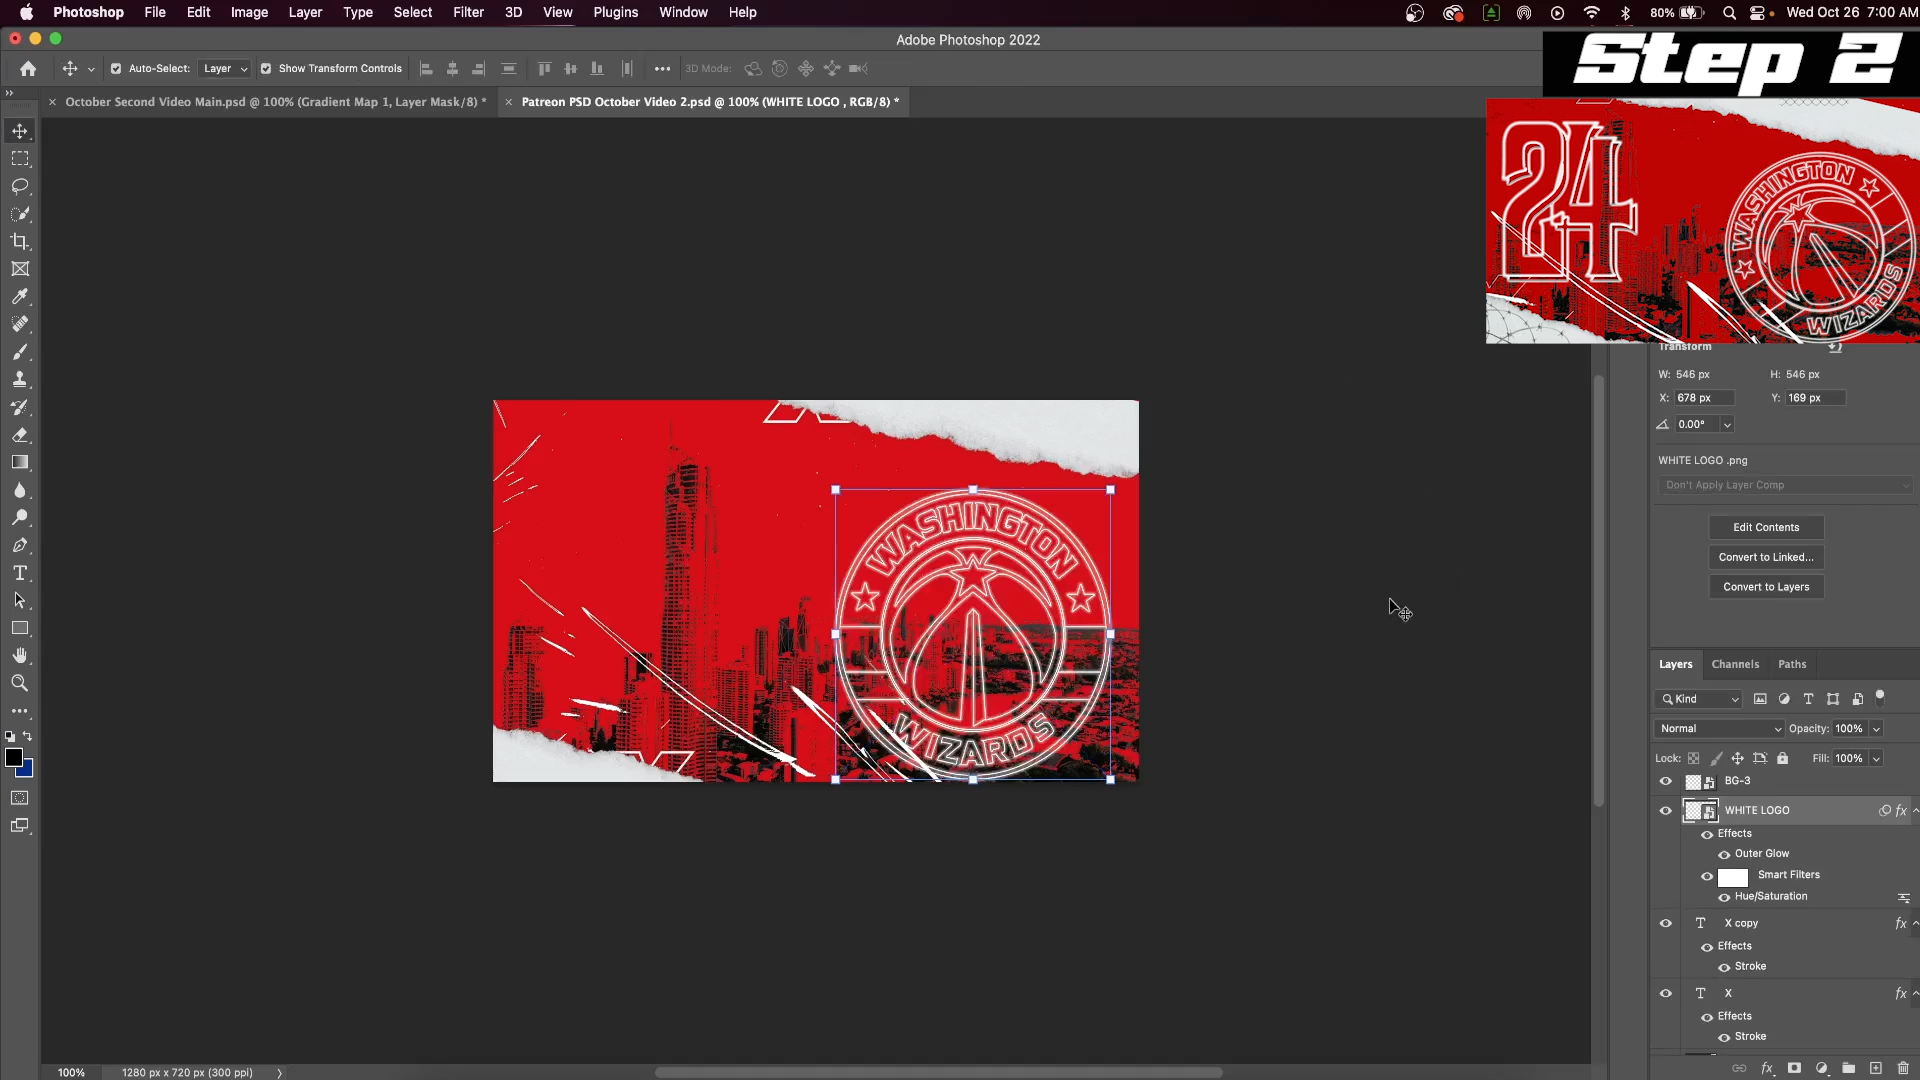 Photoshop File Edit Image Layer Type Select Filter 3D View Plugins Window Help 80% Wed Oct 26 7:00 AM
Adobe Photoshop 2022
Step 2
Auto-Select: Layer Show Transform Controls 3D Mode:
October Second Video Main.psd @ 100% (Gradient Map 1, Layer Mask/8) * Patreon PSD October Video 2.psd @ 100% (WHITE LOGO , RGB/8) *
24
WASHINGTON
WIZARDS
Transform
W: 546 px H: 546 px
X: 678 px Y: 169 px
0.00°
WHITE LOGO .png
Don't Apply Layer Comp
Edit Contents
Convert to Linked...
Convert to Layers
WASHINGTON
WIZARDS
Layers Channels Paths
Kind
Normal Opacity: 100%
Lock: Fill: 100%
BG-3
WHITE LOGO fx
Effects
Outer Glow
Smart Filters
Hue/Saturation
T X copy fx
Effects
Stroke
T X fx
Effects
Stroke
fx
100% 1280 px x 720 px (300 ppi)